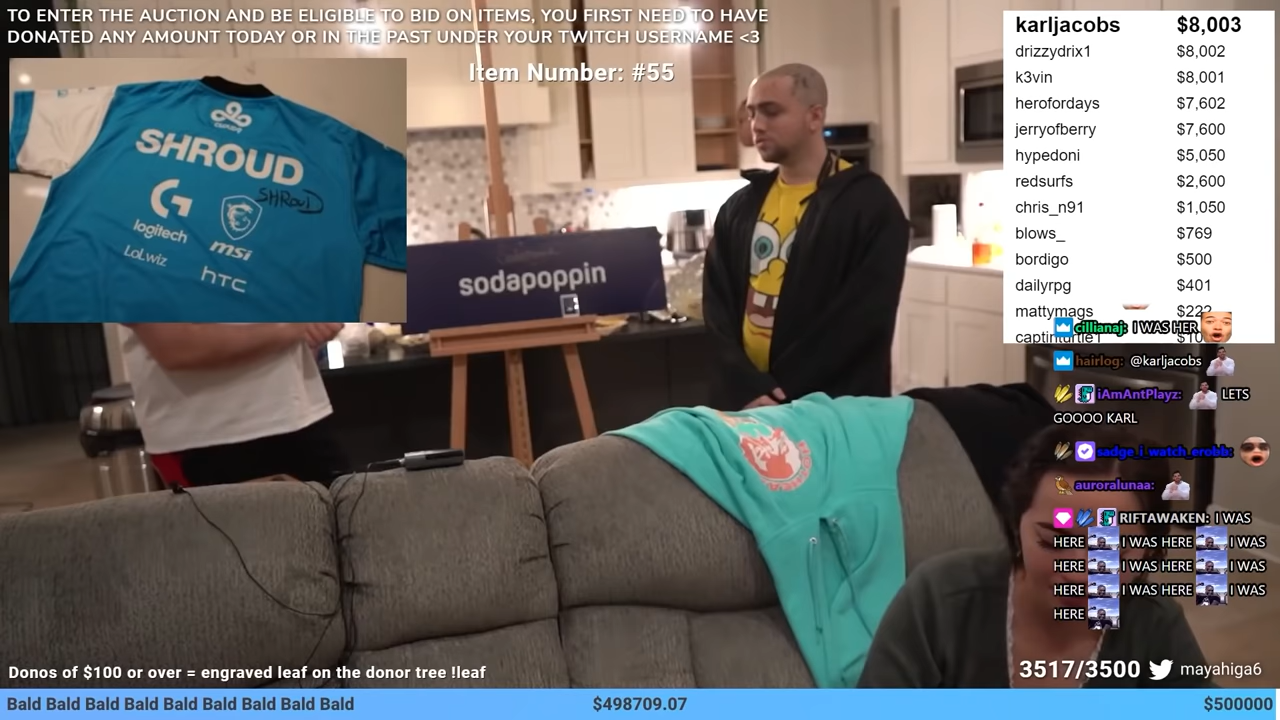 TO ENTER THE AUCTION AND BE ELIGIBLE TO BID ON ITEMS, YOU FIRST NEED TO HAVE
DONATED ANY AMOUNT TODAY OR IN THE PAST UNDER YOUR TWITCH USERNAME <3
Item Number: #55
SHROUD
SHROUD
logitech
msi
LoLwiz
hTC
sodapoppin
karljacobs $8,003
drizzydrix1 $8,002
k3vin $8,001
herofordays $7,602
jerryofberry $7,600
hypedoni $5,050
redsurfs $2,600
chris_n91 $1,050
blows_ $769
bordigo $500
dailyrpg $401
mattymags $222
cillianaj: I WAS HER
hairlog: @karljacobs
iAmAntPlayz: LETS
GOOOO KARL
sadge_i_watch_erobb:
auroralunaa:
RIFTAWAKEN: I WAS
HERE I WAS HERE I WAS
HERE I WAS HERE I WAS
HERE I WAS HERE I WAS
HERE
3517/3500 mayahiga6
Donos of $100 or over = engraved leaf on the donor tree !leaf
Bald Bald Bald Bald Bald Bald Bald Bald Bald $498709.07 $500000